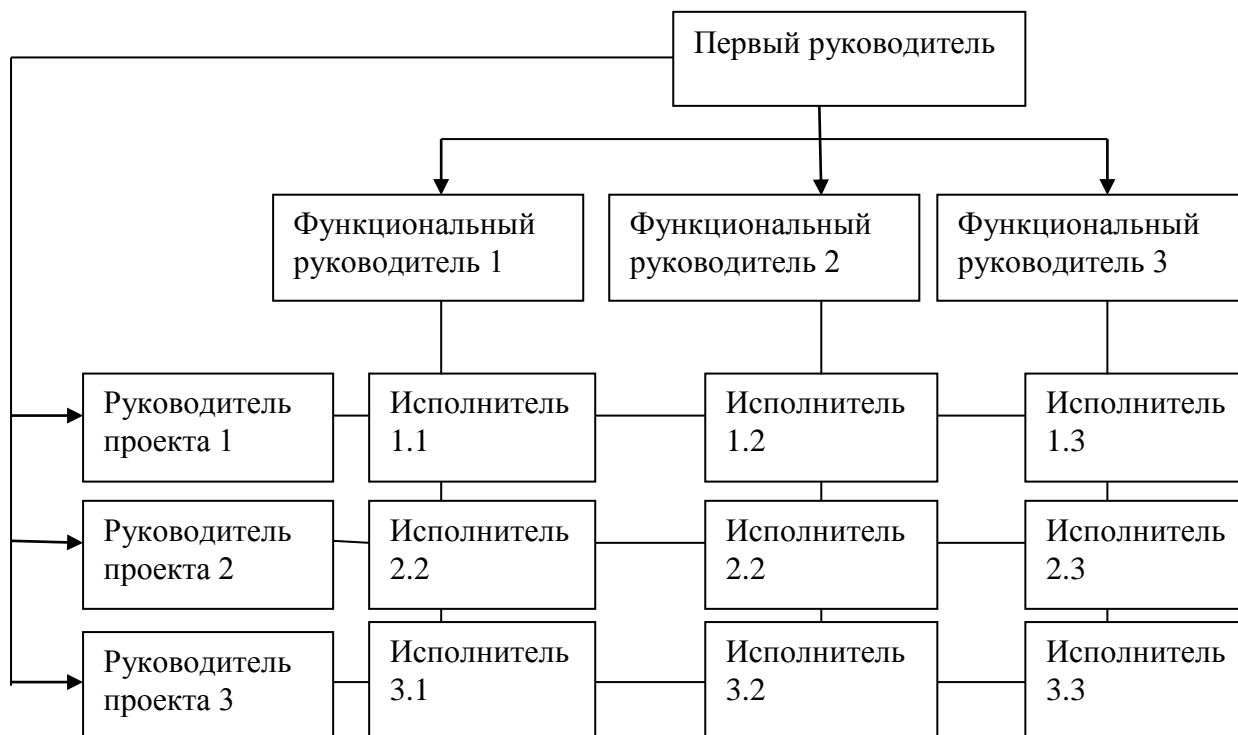 Первый руководитель
Функциональный
руководитель 1
Функциональный
руководитель 2
Функциональный
руководитель 3
Руководитель
проекта 1
Исполнитель
1.1
Исполнитель
1.2
Исполнитель
1.3
Руководитель
проекта 2
Исполнитель
2.2
Исполнитель
2.2
Исполнитель
2.3
Руководитель
проекта 3
Исполнитель
3.1
Исполнитель
3.2
Исполнитель
3.3